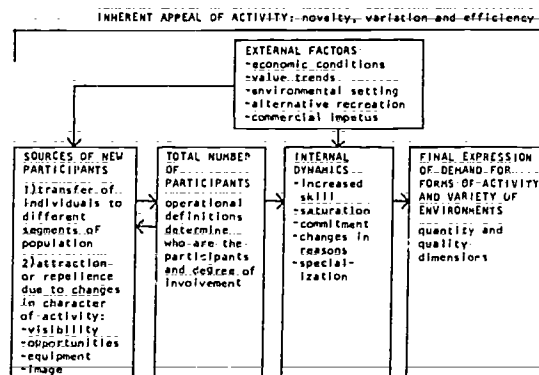 INHERENT APPEAL OF ACTIVITY: novelty, variation and efficiency
EXTERNAL FACTORS
-economic conditions
-value trends
-environmental setting
-alternative recreation
-commercial impetus
SOURCES OF NEW
PARTICIPANTS
1)transfer of
individuals to
different
segments of
population
2)attraction
or repellence
due to changes
in character
of activity:
-visibility
-opportunities
-equipment
-image
TOTAL NUMBER
OF
PARTICIPANTS
operational
definitions
determine
who are the
participants
and degree of
involvement
INTERNAL
DYNAMICS
-increased
skill
-saturation
-commitment
-changes in
reasons
-special-
ization
FINAL EXPRESSION
OF DEMAND FOR
FORMS OF ACTIVITY
AND VARIETY OF
ENVIRONMENTS
quantity and
quality
dimensions